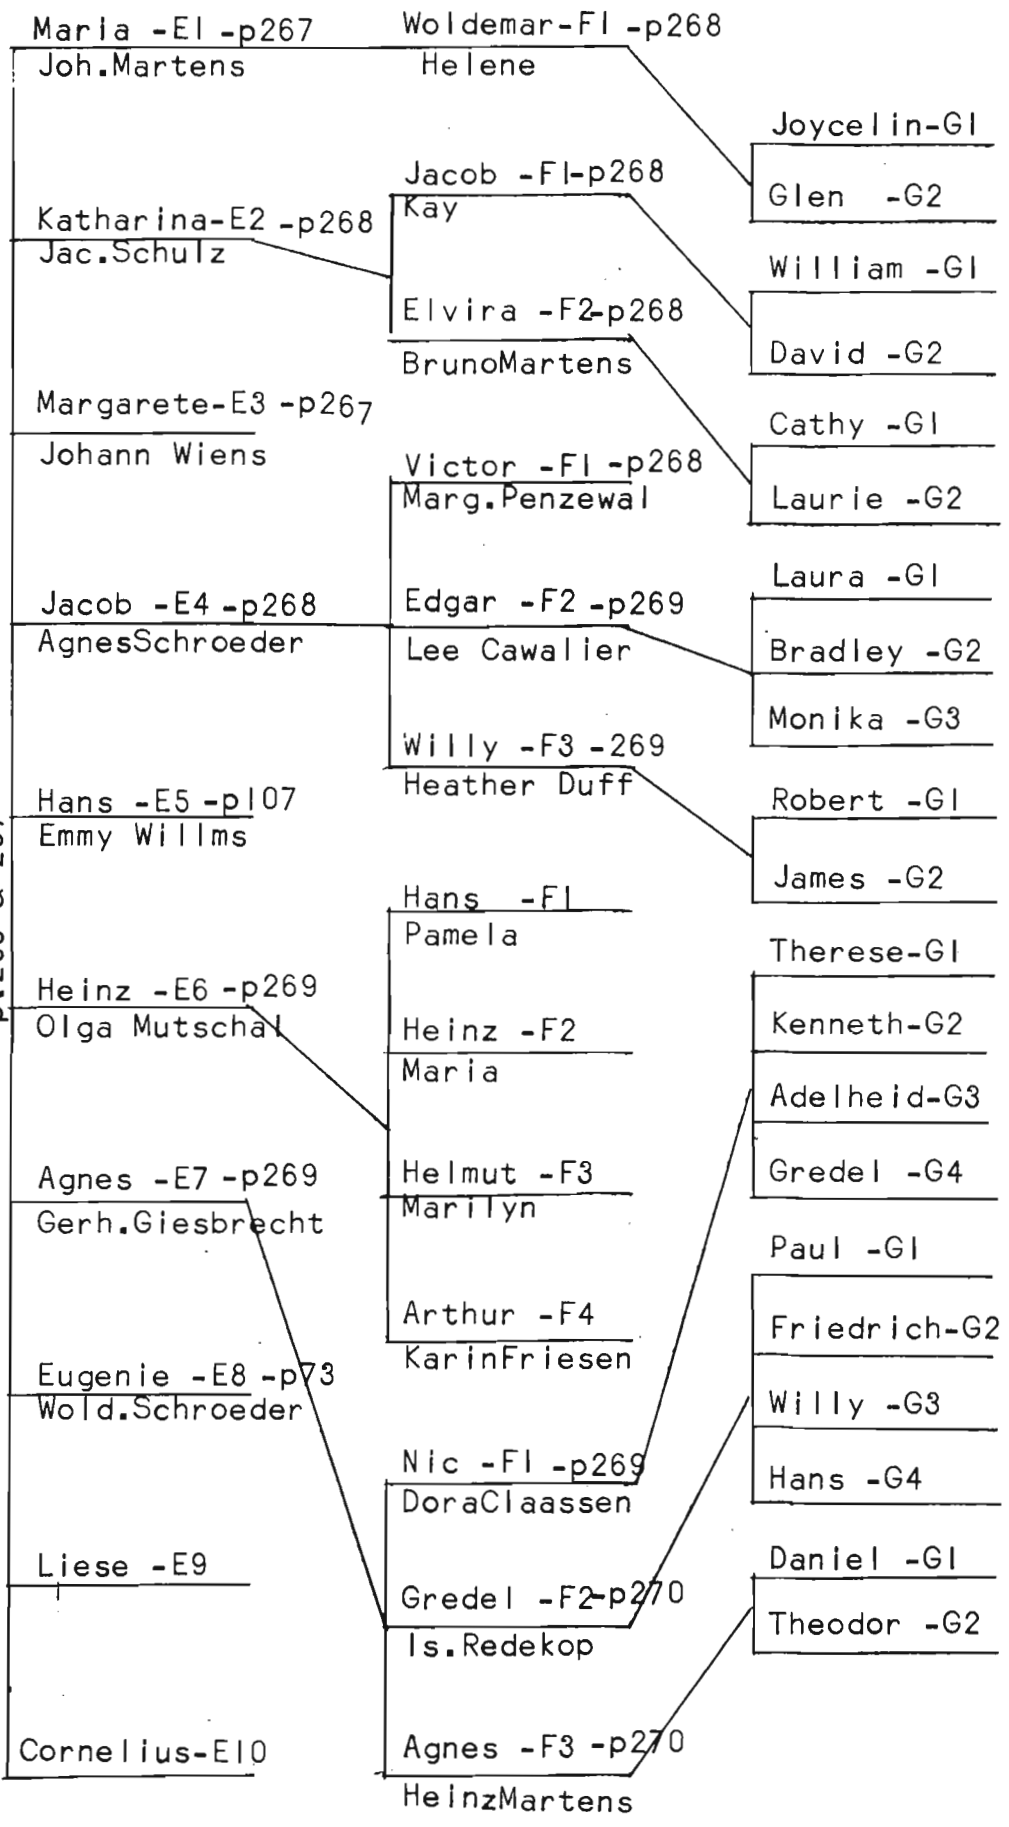 Maria -E1 -p267
Joh.Martens
Katharina-E2 -p268
Jac.Schulz
Margarete-E3 -p267
Johann Wiens
Jacob -E4 -p268
AgnesSchroeder
Hans -E5 -p107
Emmy Willms
Heinz -E6 -p269
Olga Mutschal
Agnes -E7 -p269
Gerh.Giesbrecht
Eugenie -E8 -p73
Wold.Schroeder
Liese -E9
Cornelius-E10
Woldemar-F1 -p268
Helene
Jacob -F1-p268
Kay
Elvira -F2-p268
BrunoMartens
Victor -F1 -p268
Marg.Penzewal
Edgar -F2 -p269
Lee Cawalier
Willy -F3 -269
Heather Duff
Hans -F1
Pamela
Heinz -F2
Maria
Helmut -F3
Marilyn
Arthur -F4
KarinFriesen
Nic -F1 -p269
DoraClaassen
Gredel -F2-p270
Is.Redekop
Agnes -F3 -p270
HeinzMartens
Joycelin-G1
Glen -G2
William -G1
David -G2
Cathy -G1
Laurie -G2
Laura -G1
Bradley -G2
Monika -G3
Robert -G1
James -G2
Therese-G1
Kenneth-G2
Adelheid-G3
Gredel -G4
Paul -G1
Friedrich-G2
Willy -G3
Hans -G4
Daniel -G1
Theodor -G2